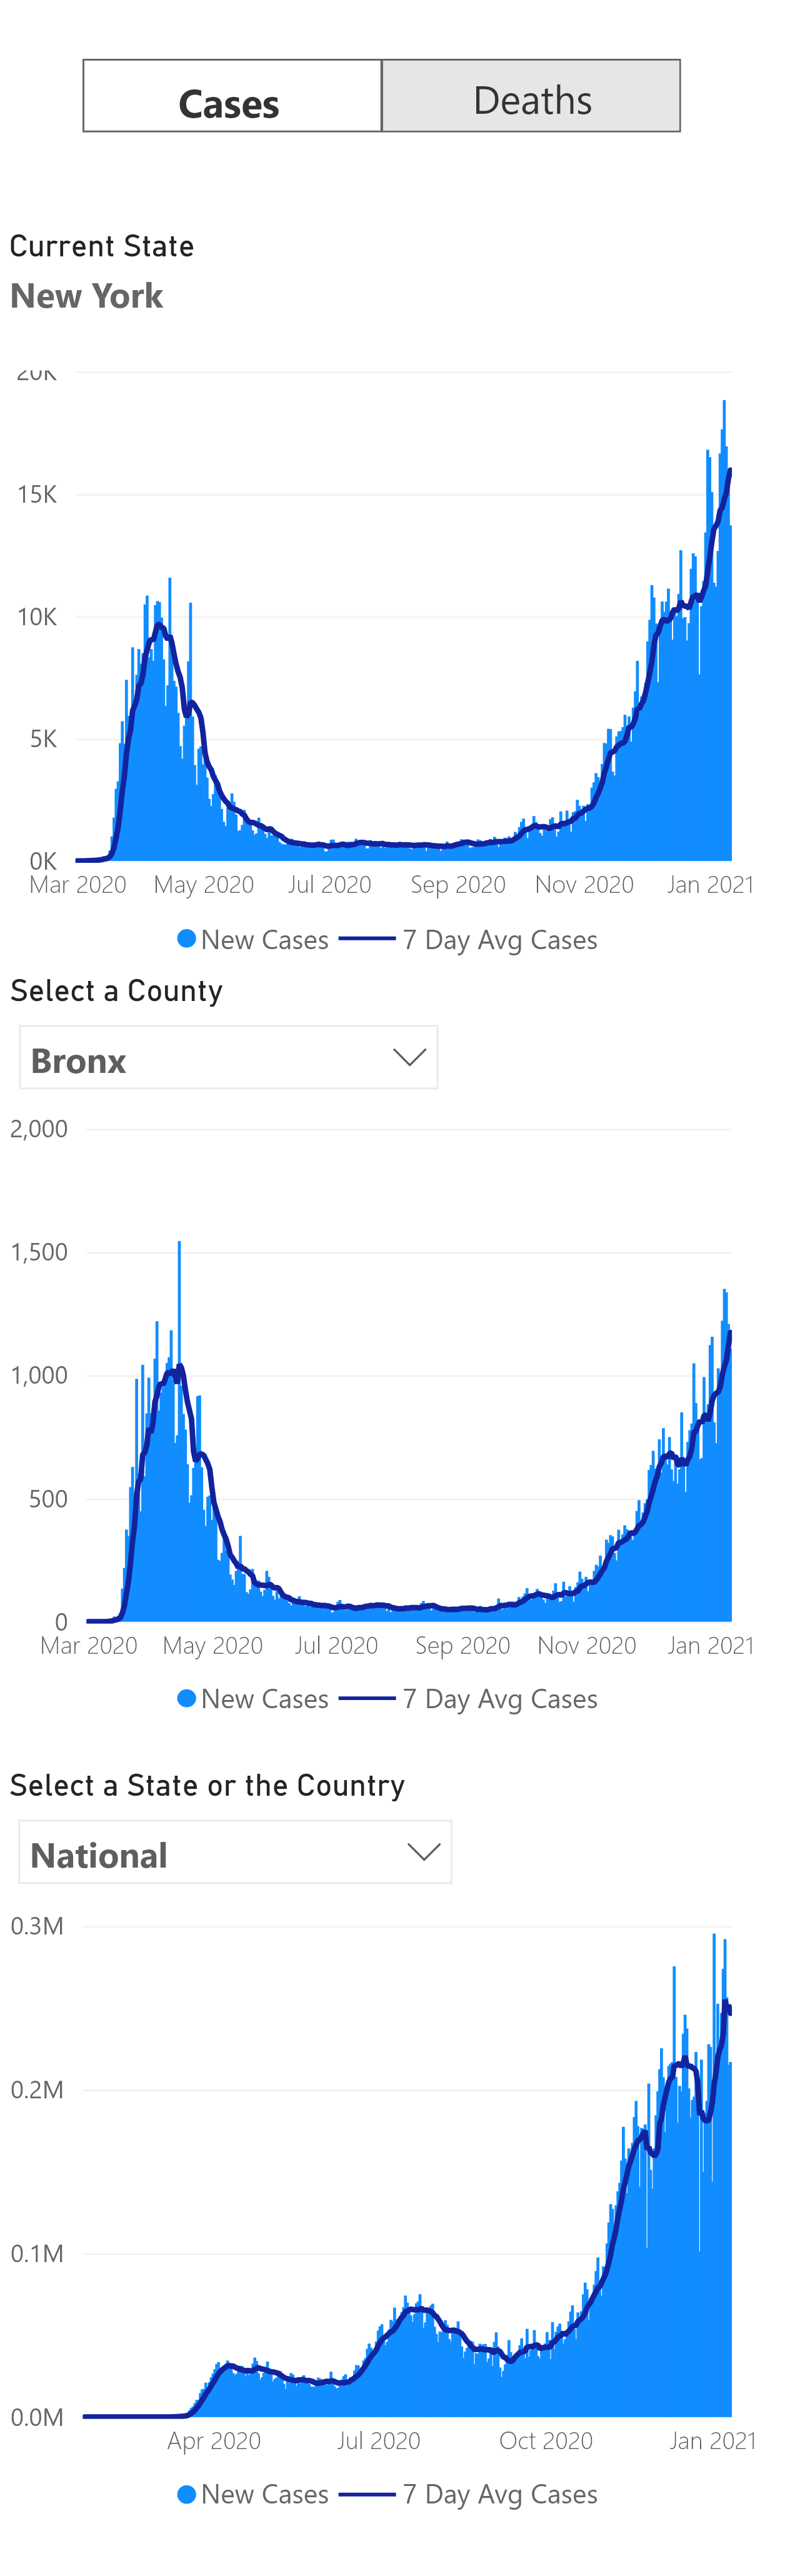 Cases Deaths
Current State
New York
20K
15K
10K
5K
0K
Mar 2020 May 2020 Jul 2020 Sep 2020 Nov 2020 Jan 2021
New Cases 7 Day Avg Cases
Select a County
Bronx
2,000
1,500
1,000
500
0
Mar 2020 May 2020 Jul 2020 Sep 2020 Nov 2020 Jan 2021
New Cases 7 Day Avg Cases
Select a State or the Country
National
0.3M
0.2M
0.1M
0.0M
Apr 2020 Jul 2020 Oct 2020 Jan 2021
New Cases 7 Day Avg Cases